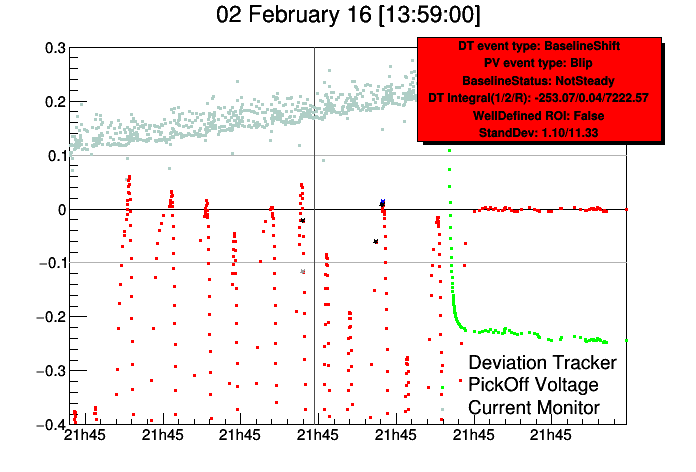 02 February 16 [13:59:00]
DT event type: BaselineShift
PV event type: Blip
BaselineStatus: NotSteady
DT Integral(1/2/R): -253.07/0.04/7222.57
WellDefined ROI: False
StandDev: 1.10/11.33
0.3
0.2
0.1
0
−0.1
−0.2
−0.3
−0.4
Deviation Tracker
PickOff Voltage
Current Monitor
21h45 21h45 21h45 21h45 21h45 21h45 21h45